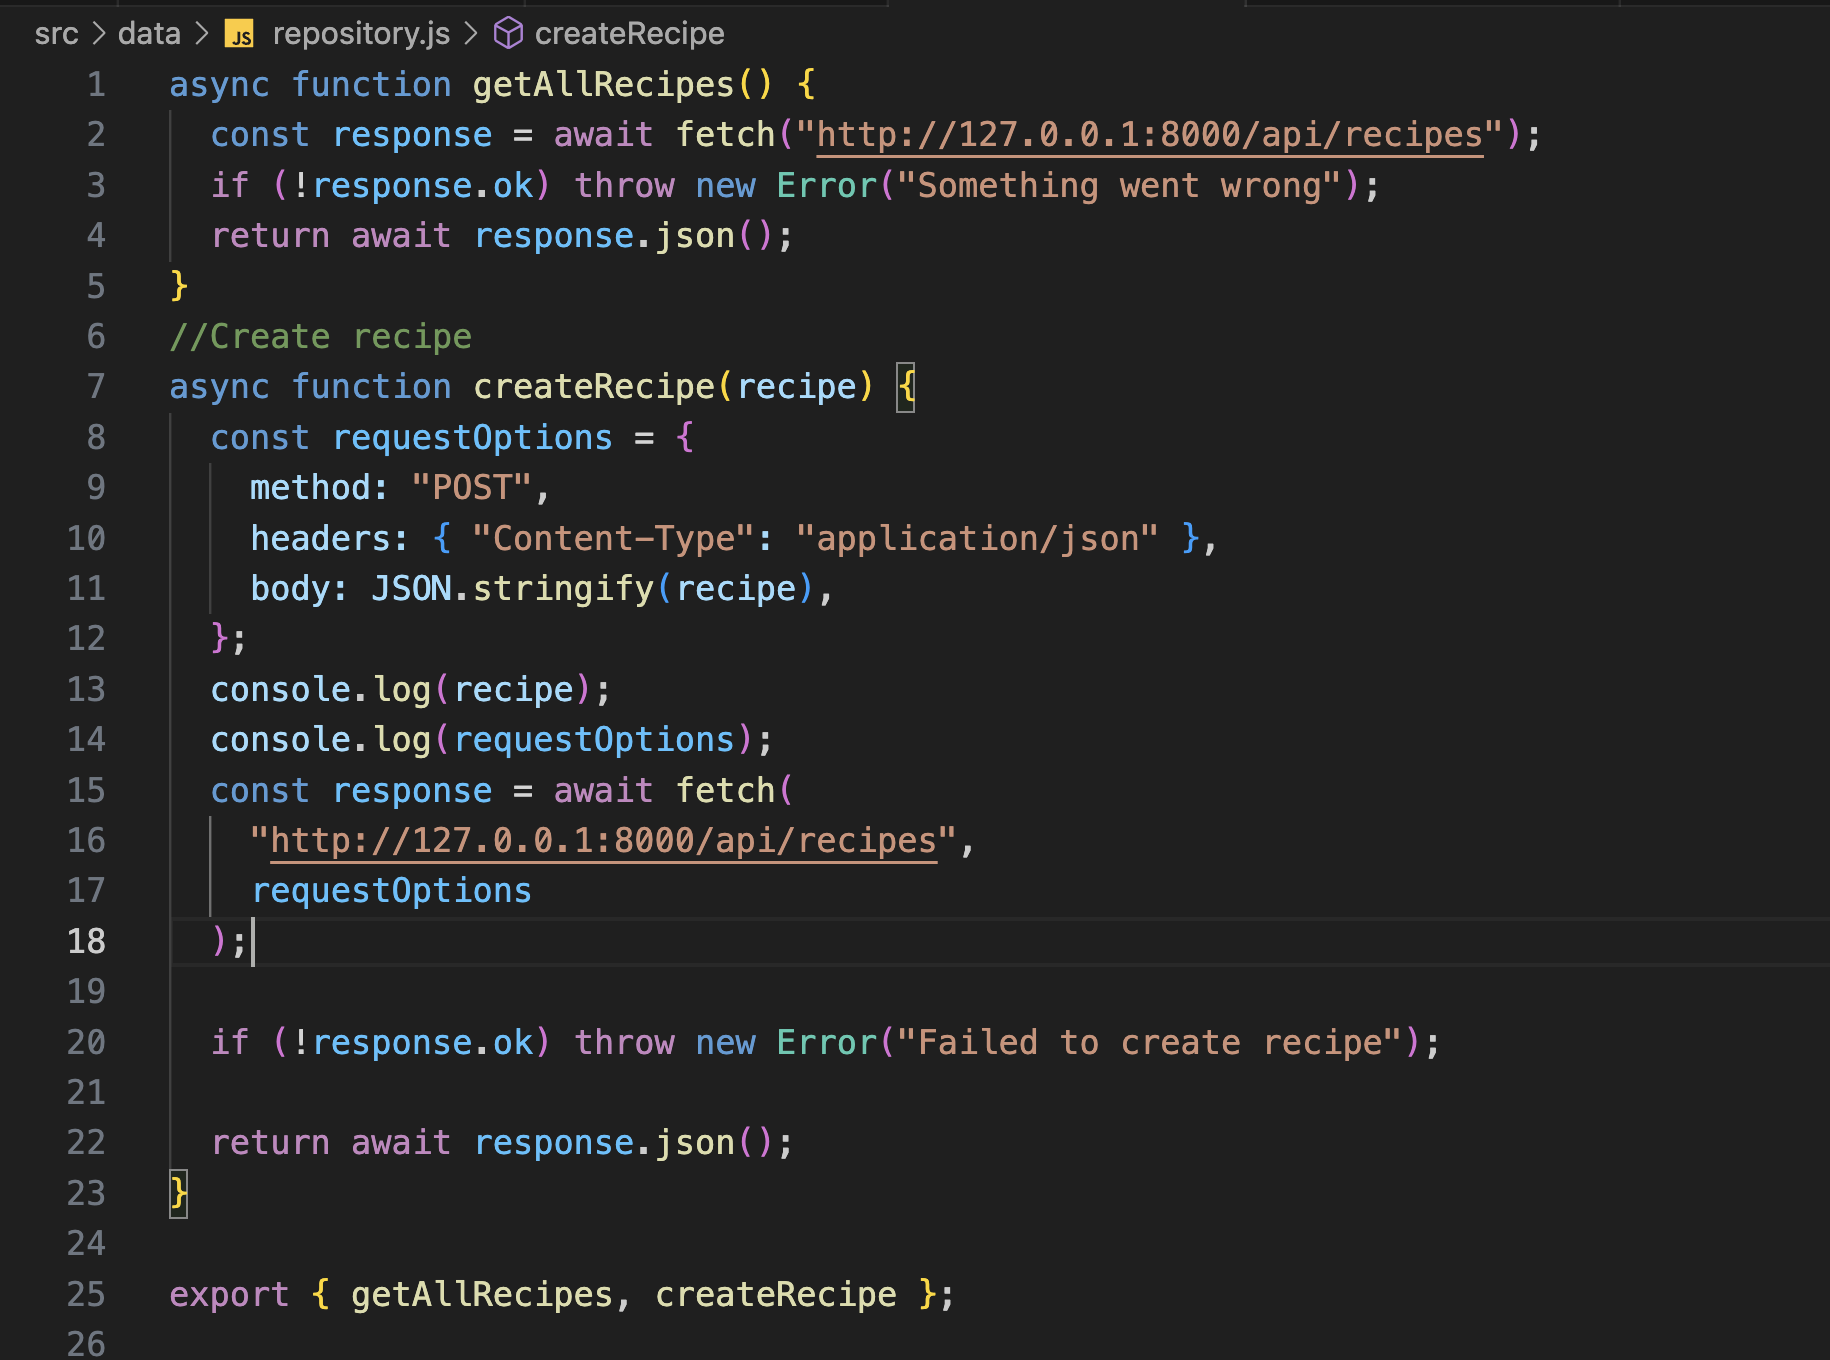 src > data > JS repository.js > createRecipe
1 async function getAllRecipes() {
2 const response = await fetch("http://127.0.0.1:8000/api/recipes");
3 if (!response.ok) throw new Error("Something went wrong");
4 return await response.json();
5 }
6 //Create recipe
7 async function createRecipe(recipe) {
8 const requestOptions = {
9 method: "POST",
10 headers: { "Content-Type": "application/json" },
11 body: JSON.stringify(recipe),
12 };
13 console.log(recipe);
14 console.log(requestOptions);
15 const response = await fetch(
16 "http://127.0.0.1:8000/api/recipes",
17 requestOptions
18 );
19
20 if (!response.ok) throw new Error("Failed to create recipe");
21
22 return await response.json();
23 }
24
25 export { getAllRecipes, createRecipe };
26